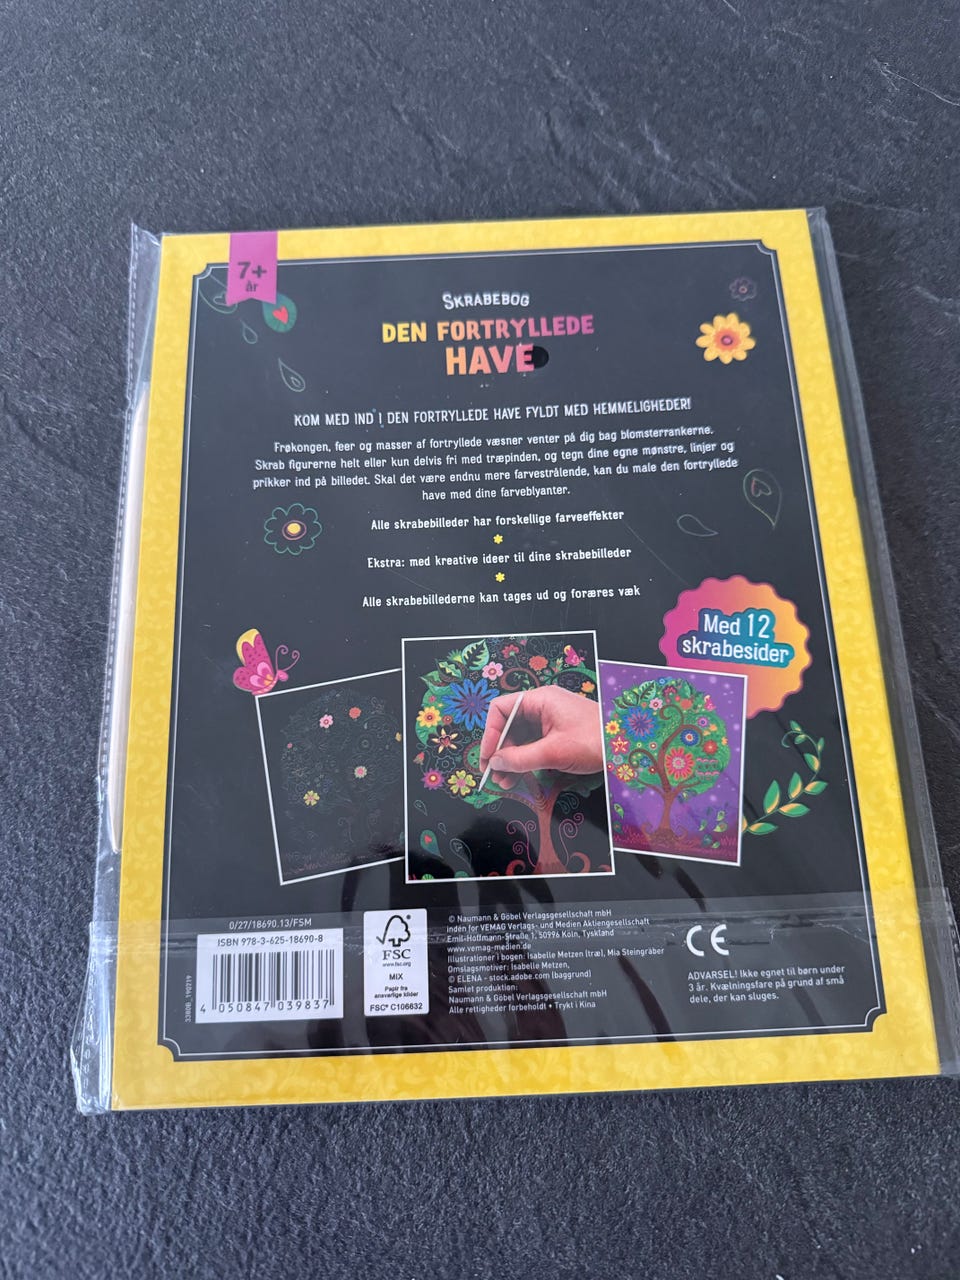 7+
år
SKRABEBOG
DEN FORTRYLLEDE
HAVE
KOM MED IND I DEN FORTRYLLEDE HAVE FYLDT MED HEMMELIGHEDER!
Frøkongen, feer og masser af fortryllede væsner venter på dig bag blomsterrankerne.
Skrab figurerne helt eller kun delvis fri med træpinden, og tegn dine egne mønstre, linjer og
prikker ind på billedet. Skal det være endnu mere farvestrålende, kan du male den fortryllede
have med dine farveblyanter.
Alle skrabebilleder har forskellige farveeffekter
Ekstra: med kreative ideer til dine skrabebilleder
Alle skrabebillederne kan tages ud og foræres væk
Med 12
skrabesider
0/27/18690.13/FSM
ISBN 978-3-625-18690-8
4 050847 039837
3380B_190219
FSC
www.fsc.org
MIX
Papir fra
ansvarlige kilder
FSC® C106632
© Naumann & Göbel Verlagsgesellschaft mbH
inden for VEMAG Verlags- und Medien Aktiengesellschaft
Emil-Hoffmann-Straße 1, 50996 Köln, Tyskland
www.vemag-medien.de
Illustrationer i bogen: Isabelle Metzen (træ), Mia Steingräber
Omslagsmotiver: Isabelle Metzen,
© ELENA - stock.adobe.com (baggrund)
Samlet produktion:
Naumann & Göbel Verlagsgesellschaft mbH
Alle rettigheder forbeholdt • Trykt i Kina
CE
ADVARSEL! Ikke egnet til børn under
3 år. Kvælningsfare på grund af små
dele, der kan sluges.